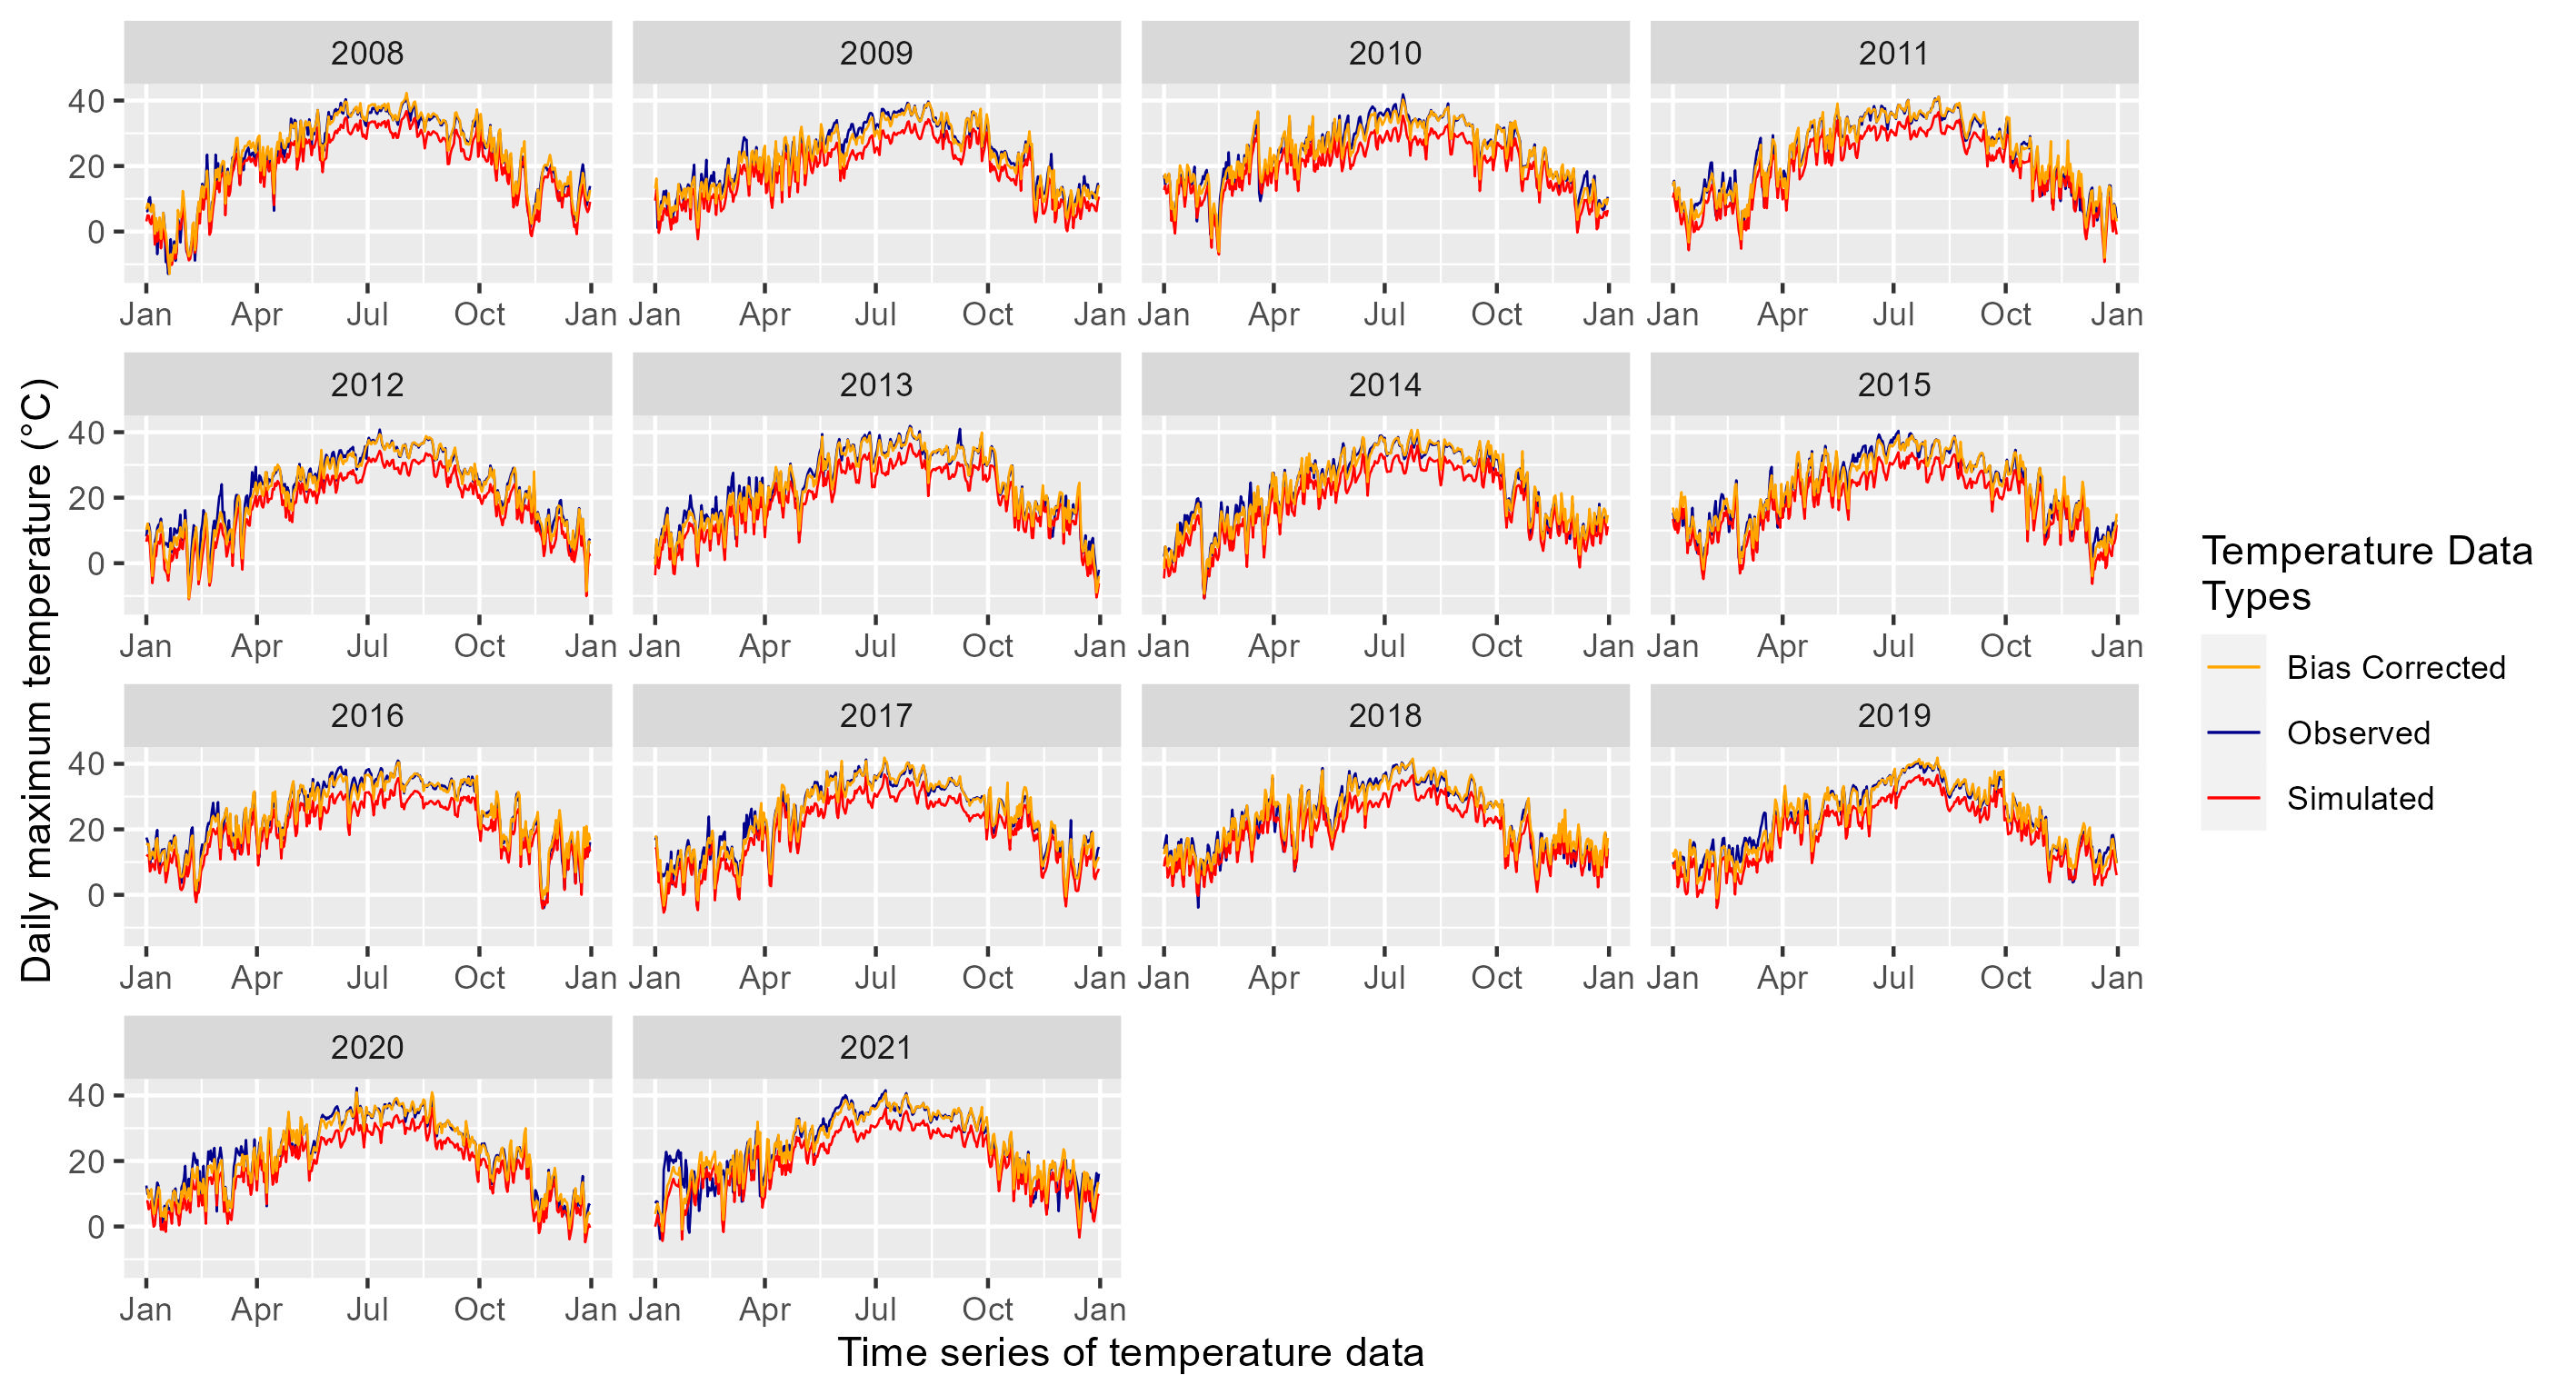 2008 2009 2010 2011
40
20
0
Jan Apr Jul Oct Jan Jan Apr Jul Oct Jan Jan Apr Jul Oct Jan Jan Apr Jul Oct Jan
2012 2013 2014 2015
40
20
0
Jan Apr Jul Oct Jan Jan Apr Jul Oct Jan Jan Apr Jul Oct Jan Jan Apr Jul Oct Jan
2016 2017 2018 2019
40
20
0
Jan Apr Jul Oct Jan Jan Apr Jul Oct Jan Jan Apr Jul Oct Jan Jan Apr Jul Oct Jan
2020 2021
40
20
0
Jan Apr Jul Oct Jan Jan Apr Jul Oct Jan
Daily maximum temperature (°C)
Time series of temperature data
Temperature Data
Types
Bias Corrected
Observed
Simulated